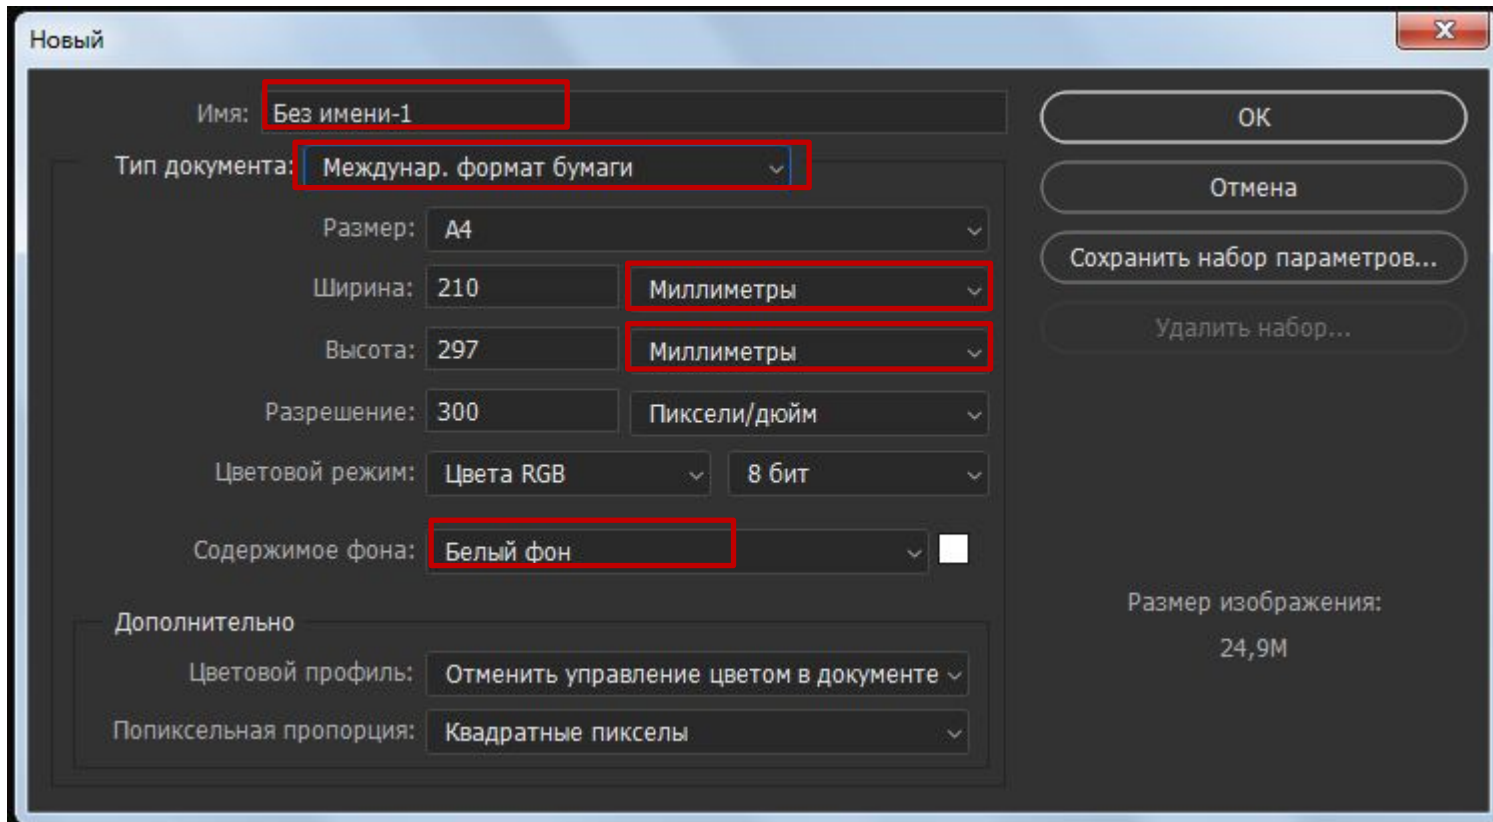 Новый
Имя: Без имени-1
OK
Тип документа: Междунар. формат бумаги
Отмена
Размер: A4
Сохранить набор параметров...
Ширина: 210 Миллиметры
Удалить набор...
Высота: 297 Миллиметры
Разрешение: 300 Пиксели/дюйм
Цветовой режим: Цвета RGB 8 бит
Содержимое фона: Белый фон
Размер изображения:
24,9M
Дополнительно
Цветовой профиль: Отменить управление цветом в документе
Попиксельная пропорция: Квадратные пикселы